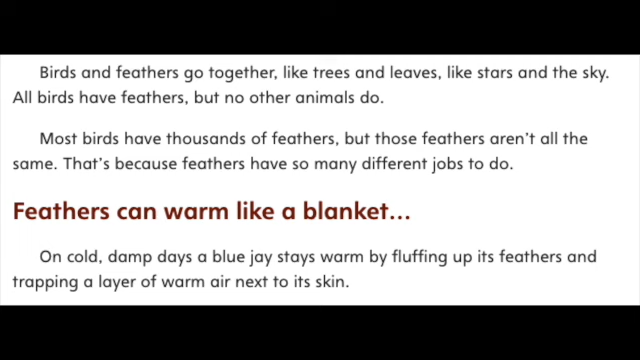 Birds and feathers go together, like trees and leaves, like stars and the sky.
All birds have feathers, but no other animals do.
Most birds have thousands of feathers, but those feathers aren't all the
same. That's because feathers have so many different jobs to do.
Feathers can warm like a blanket...
On cold, damp days a blue jay stays warm by fluffing up its feathers and
trapping a layer of warm air next to its skin.